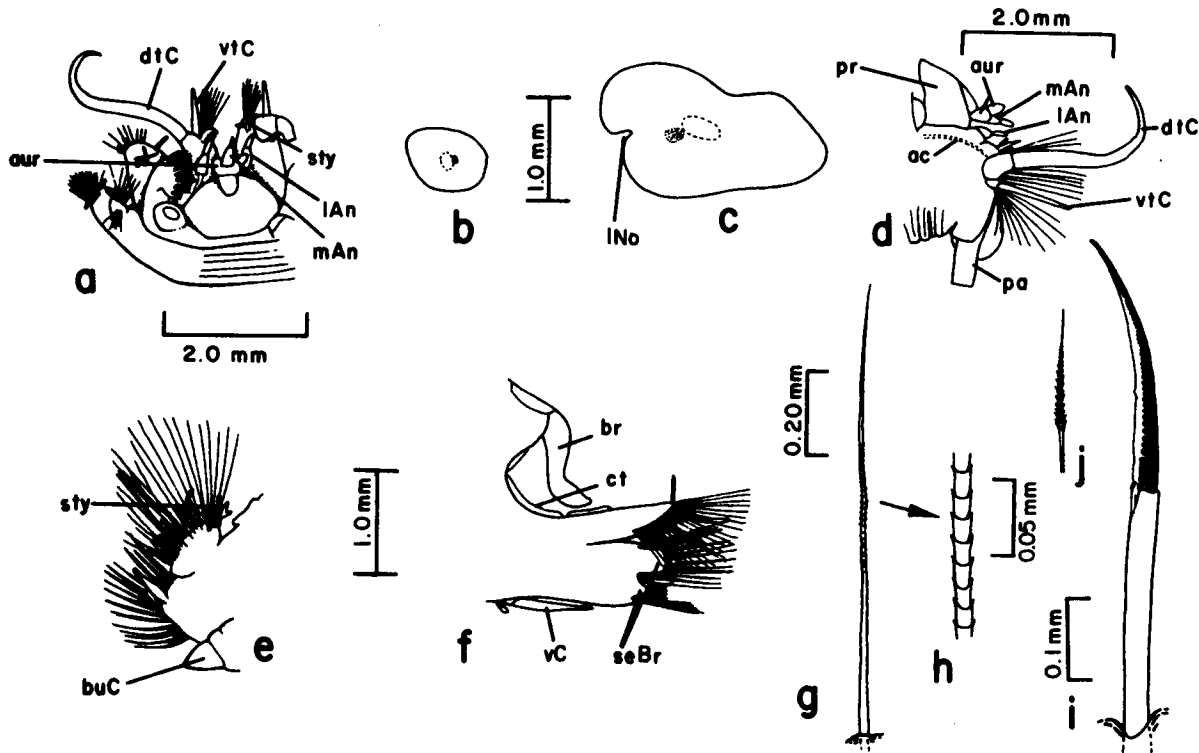 dtC
vtC
aur
sty
lAn
mAn
a
2.0 mm
b
1.0 mm
c
lNo
2.0 mm
pr
aur
mAn
lAn
ac
dtC
vtC
d
pa
sty
1.0 mm
e
buC
br
ct
f
vC
seBr
0.20 mm
g
0.05 mm
h
j
0.1 mm
i